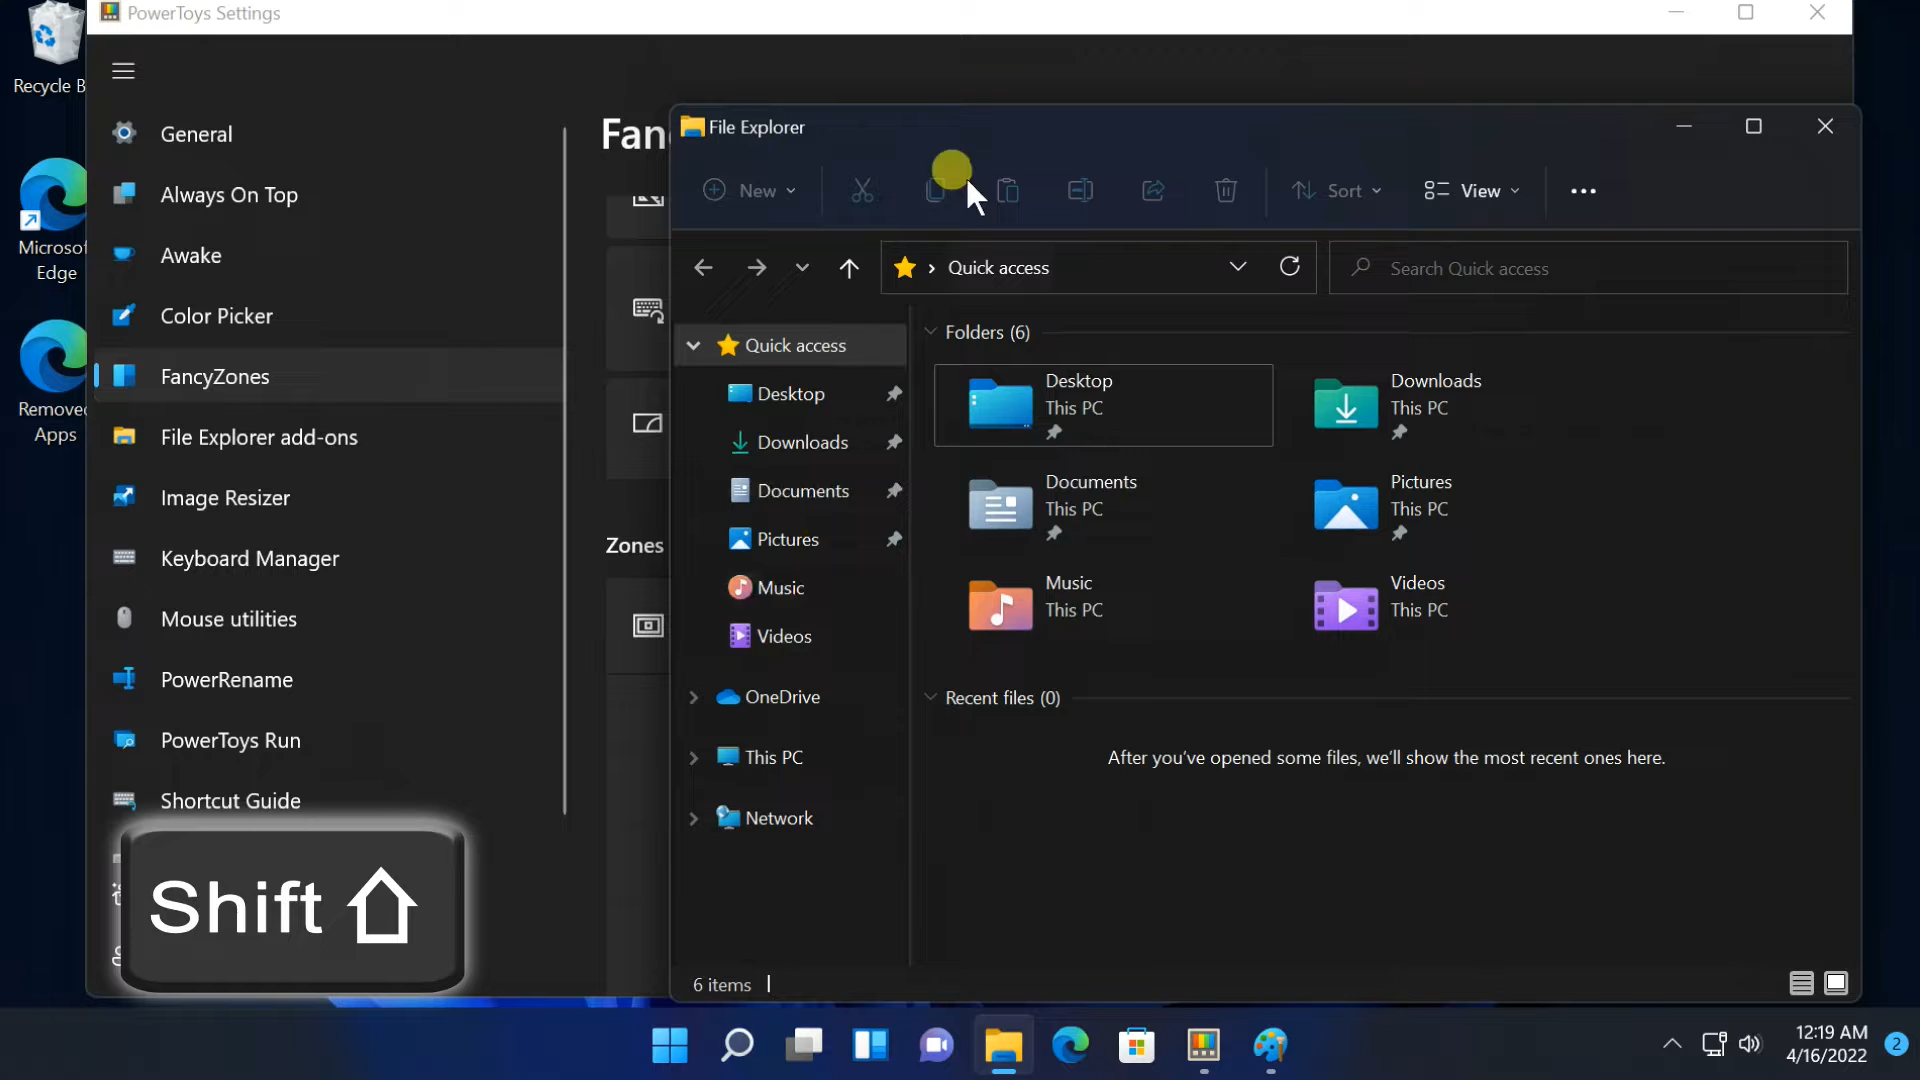 PowerToys Settings
Recycle B
Microsof
Edge
Remove
Apps
General
Always On Top
Awake
Color Picker
FancyZones
File Explorer add-ons
Image Resizer
Keyboard Manager
Mouse utilities
PowerRename
PowerToys Run
Shortcut Guide
Shift
Fan
Zones
File Explorer
New
Sort
View
Quick access
Search Quick access
Quick access
Desktop
Downloads
Documents
Pictures
Music
Videos
OneDrive
This PC
Network
Folders (6)
Desktop
This PC
Downloads
This PC
Documents
This PC
Pictures
This PC
Music
This PC
Videos
This PC
Recent files (0)
After you've opened some files, we'll show the most recent ones here.
6 items
12:19 AM
4/16/2022
2